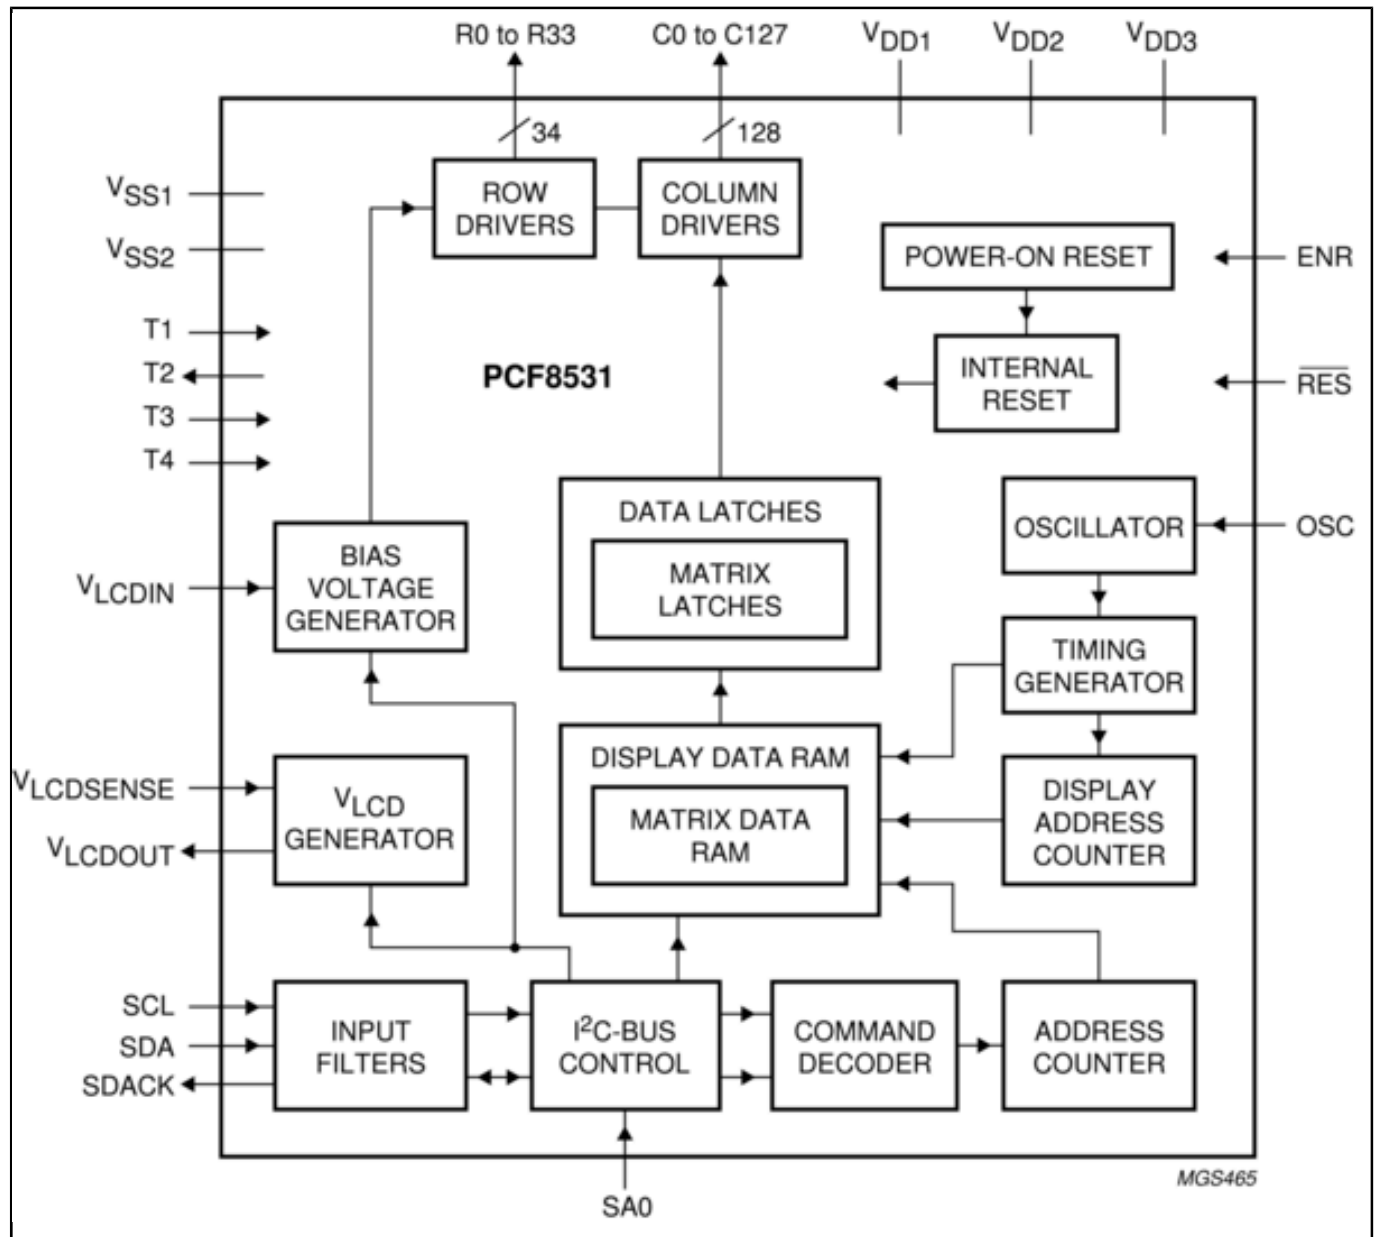 R0 to R33
C0 to C127
VDD1
VDD2
VDD3
34
128
VSS1
ROW
DRIVERS
COLUMN
DRIVERS
VSS2
POWER-ON RESET
ENR
T1
T2
T3
T4
PCF8531
INTERNAL
RESET
RES
DATA LATCHES
MATRIX
LATCHES
OSCILLATOR
OSC
VLCDIN
BIAS
VOLTAGE
GENERATOR
TIMING
GENERATOR
VLCDSENSE
VLCDOUT
VLCD
GENERATOR
DISPLAY DATA RAM
MATRIX DATA
RAM
DISPLAY
ADDRESS
COUNTER
SCL
SDA
SDACK
INPUT
FILTERS
I²C-BUS
CONTROL
COMMAND
DECODER
ADDRESS
COUNTER
SA0
MGS465